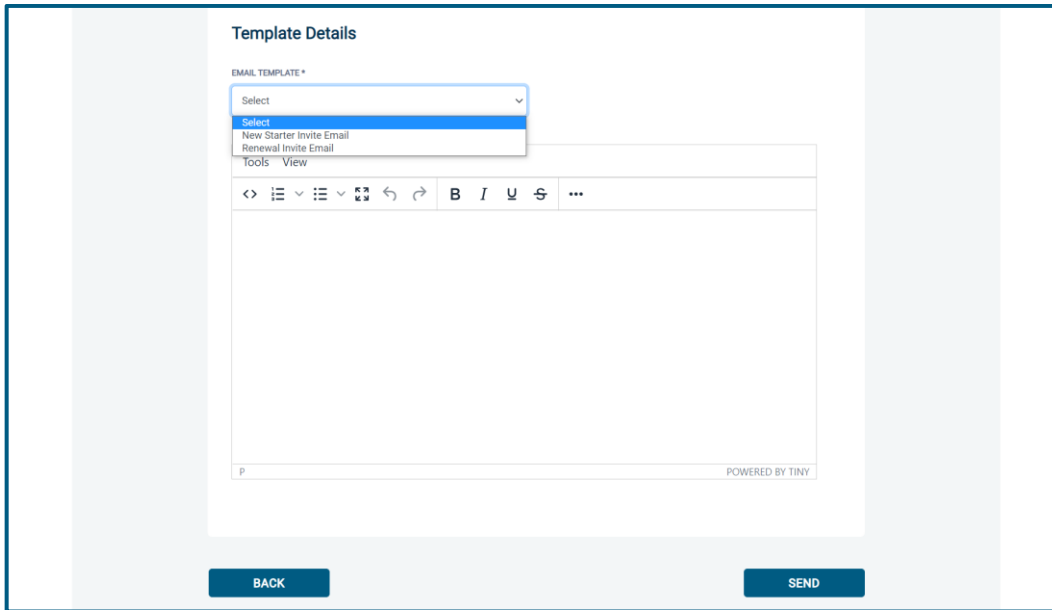 Template Details
EMAIL TEMPLATE *
Select
Select
New Starter Invite Email
Renewal Invite Email
Tools View
B I U S ...
P POWERED BY TINY
BACK SEND